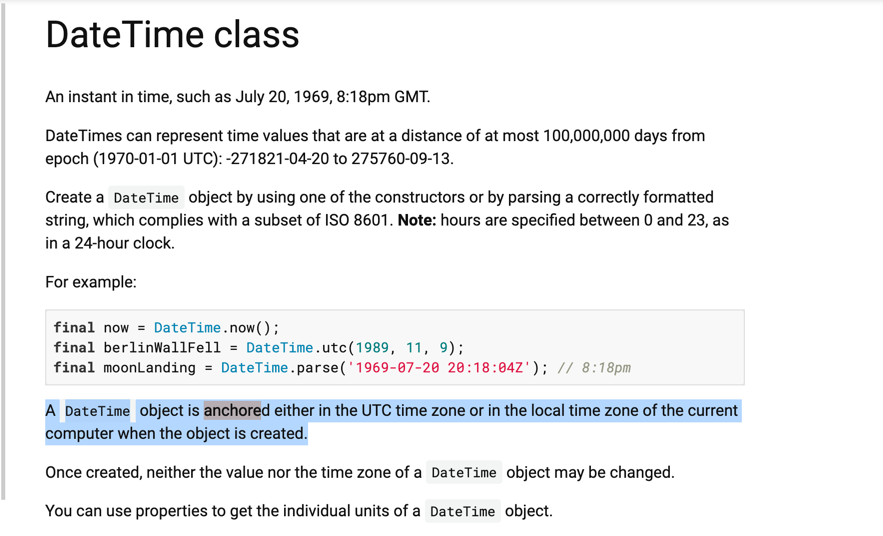 DateTime class
An instant in time, such as July 20, 1969, 8:18pm GMT.
DateTimes can represent time values that are at a distance of at most 100,000,000 days from
epoch (1970-01-01 UTC): -271821-04-20 to 275760-09-13.
Create a DateTime object by using one of the constructors or by parsing a correctly formatted
string, which complies with a subset of ISO 8601. Note: hours are specified between 0 and 23, as
in a 24-hour clock.
For example:
final now = DateTime.now();
final berlinWallFell = DateTime.utc(1989, 11, 9);
final moonLanding = DateTime.parse('1969-07-20 20:18:04Z'); // 8:18pm
A DateTime object is anchored either in the UTC time zone or in the local time zone of the current
computer when the object is created.
Once created, neither the value nor the time zone of a DateTime object may be changed.
You can use properties to get the individual units of a DateTime object.